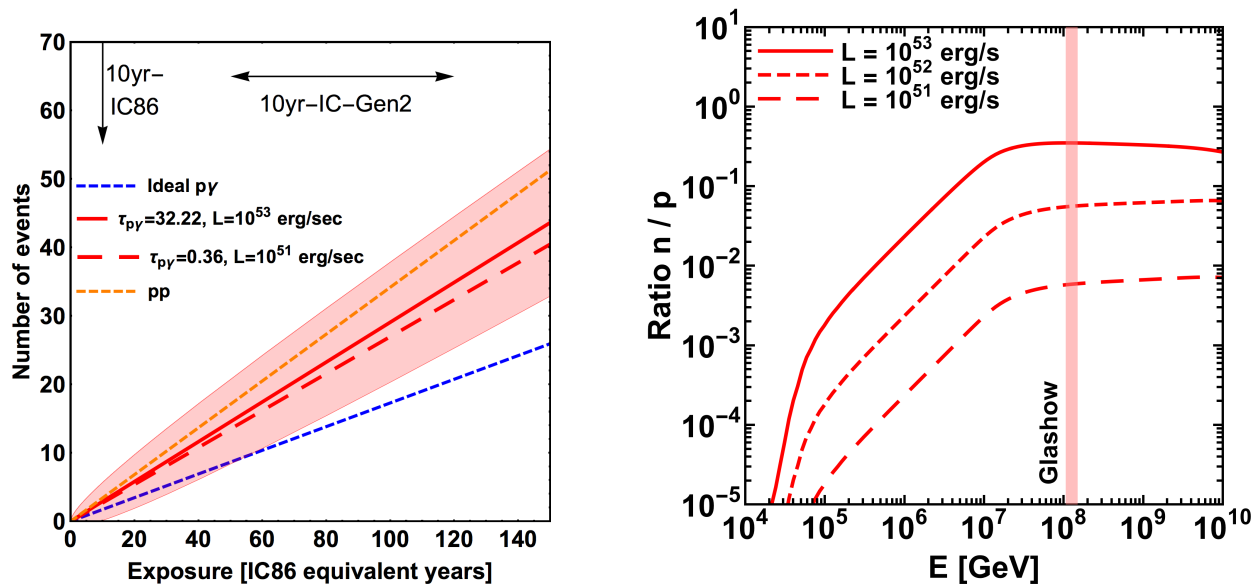 70
60
50
40
30
20
10
0
Number of events
10yr−
IC86
10yr−IC−Gen2
Ideal pγ
τpγ=32.22, L=10^53 erg/sec
τpγ=0.36, L=10^51 erg/sec
pp
0 20 40 60 80 100 120 140
Exposure [IC86 equivalent years]
10^1
10^0
10^-1
10^-2
10^-3
10^-4
10^-5
Ratio n / p
L = 10^53 erg/s
L = 10^52 erg/s
L = 10^51 erg/s
Glashow
10^4 10^5 10^6 10^7 10^8 10^9 10^10
E [GeV]